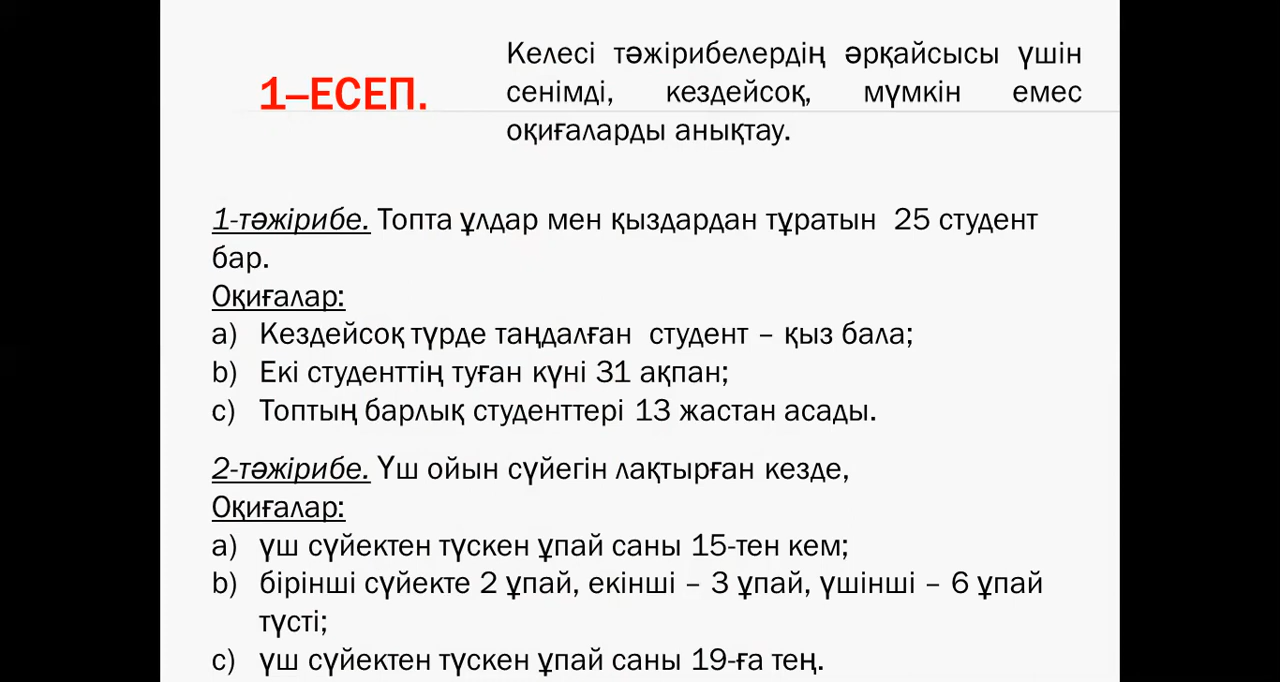 1–ЕСЕП.
Келесі тәжірибелердің әрқайсысы үшін
сенімді, кездейсоқ, мүмкін емес
оқиғаларды анықтау.
1-тәжірибе. Топта ұлдар мен қыздардан тұратын 25 студент
бар.
Оқиғалар:
a) Кездейсоқ түрде таңдалған студент – қыз бала;
b) Екі студенттің туған күні 31 ақпан;
c) Топтың барлық студенттері 13 жастан асады.
2-тәжірибе. Үш ойын сүйегін лақтырған кезде,
Оқиғалар:
a) үш сүйектен түскен ұпай саны 15-тен кем;
b) бірінші сүйекте 2 ұпай, екінші – 3 ұпай, үшінші – 6 ұпай
түсті;
c) үш сүйектен түскен ұпай саны 19-ға тең.